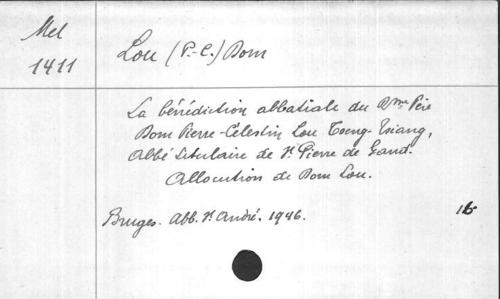 Mel
1411
Lou (P.-C.) Dom
La bénédiction abbatiale du Rme Père
Dom Pierre-Célestin Lou Tseng-Tsiang,
Abbé titulaire de St Pierre de Gand.
Allocution de Dom Lou.
Bruges. Abb. St André. 1946.